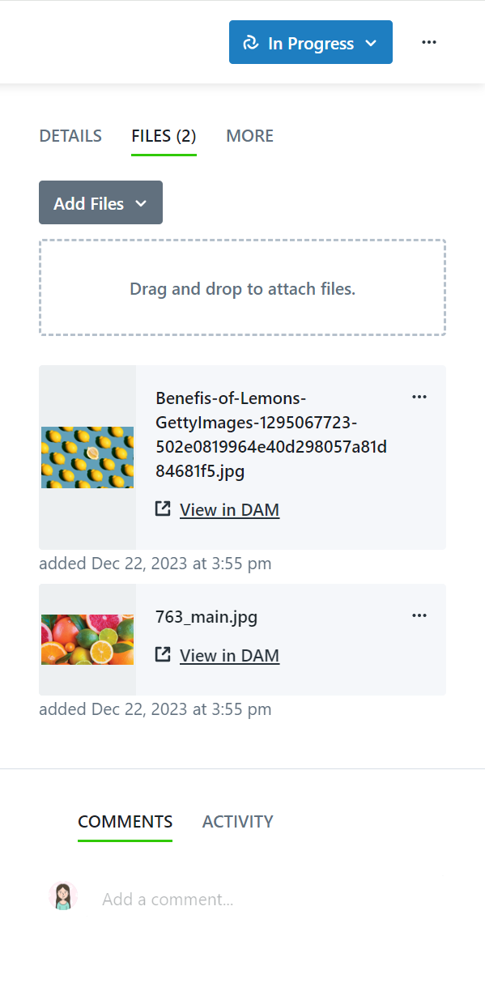 In Progress
DETAILS FILES (2) MORE
Add Files
Drag and drop to attach files.
Benefis-of-Lemons-
GettyImages-1295067723-
502e0819964e40d298057a81d
84681f5.jpg
View in DAM
added Dec 22, 2023 at 3:55 pm
763_main.jpg
View in DAM
added Dec 22, 2023 at 3:55 pm
COMMENTS ACTIVITY
Add a comment...